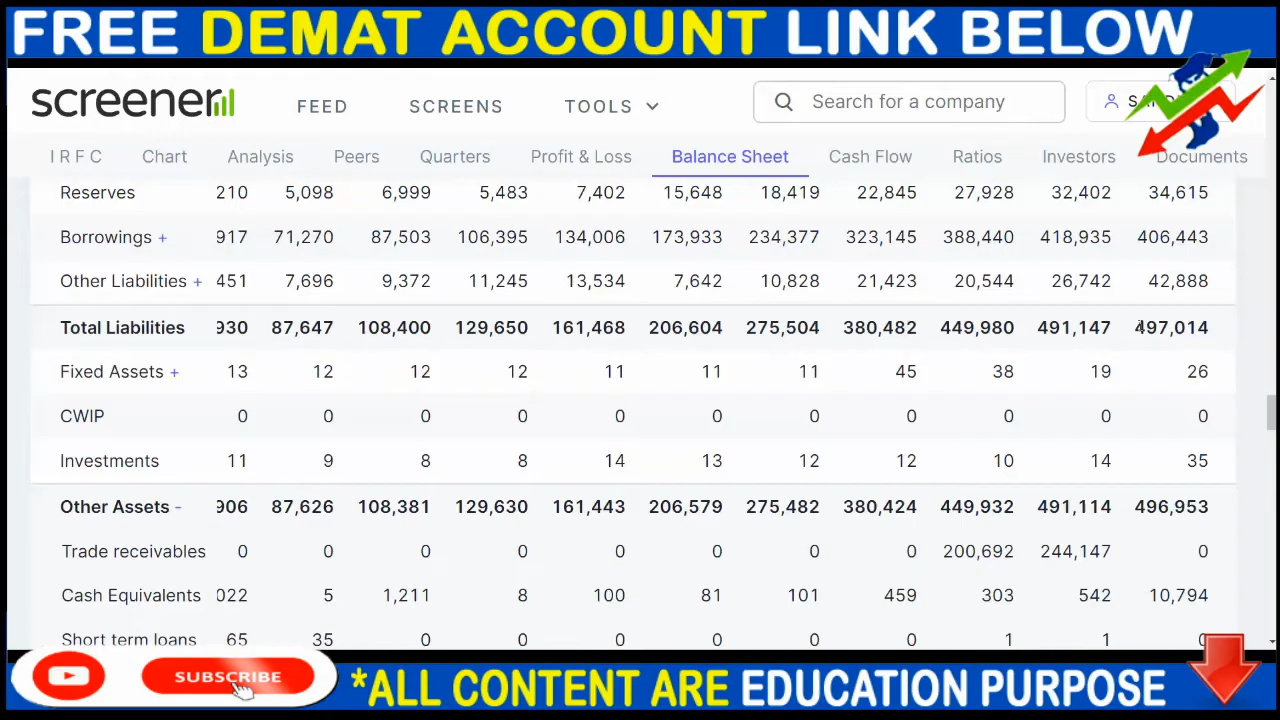 FREE DEMAT ACCOUNT LINK BELOW
screener FEED SCREENS TOOLS Search for a company
I R F C Chart Analysis Peers Quarters Profit & Loss Balance Sheet Cash Flow Ratios Investors Documents
Reserves 210 5,098 6,999 5,483 7,402 15,648 18,419 22,845 27,928 32,402 34,615
Borrowings + 917 71,270 87,503 106,395 134,006 173,933 234,377 323,145 388,440 418,935 406,443
Other Liabilities + 451 7,696 9,372 11,245 13,534 7,642 10,828 21,423 20,544 26,742 42,888
Total Liabilities 930 87,647 108,400 129,650 161,468 206,604 275,504 380,482 449,980 491,147 497,014
Fixed Assets + 13 12 12 12 11 11 11 45 38 19 26
CWIP 0 0 0 0 0 0 0 0 0 0 0
Investments 11 9 8 8 14 13 12 12 10 14 35
Other Assets - 906 87,626 108,381 129,630 161,443 206,579 275,482 380,424 449,932 491,114 496,953
Trade receivables 0 0 0 0 0 0 0 0 200,692 244,147 0
Cash Equivalents 022 5 1,211 8 100 81 101 459 303 542 10,794
Short term loans 65 35 0 0 0 0 0 0 1 1 0
SUBSCRIBE *ALL CONTENT ARE EDUCATION PURPOSE